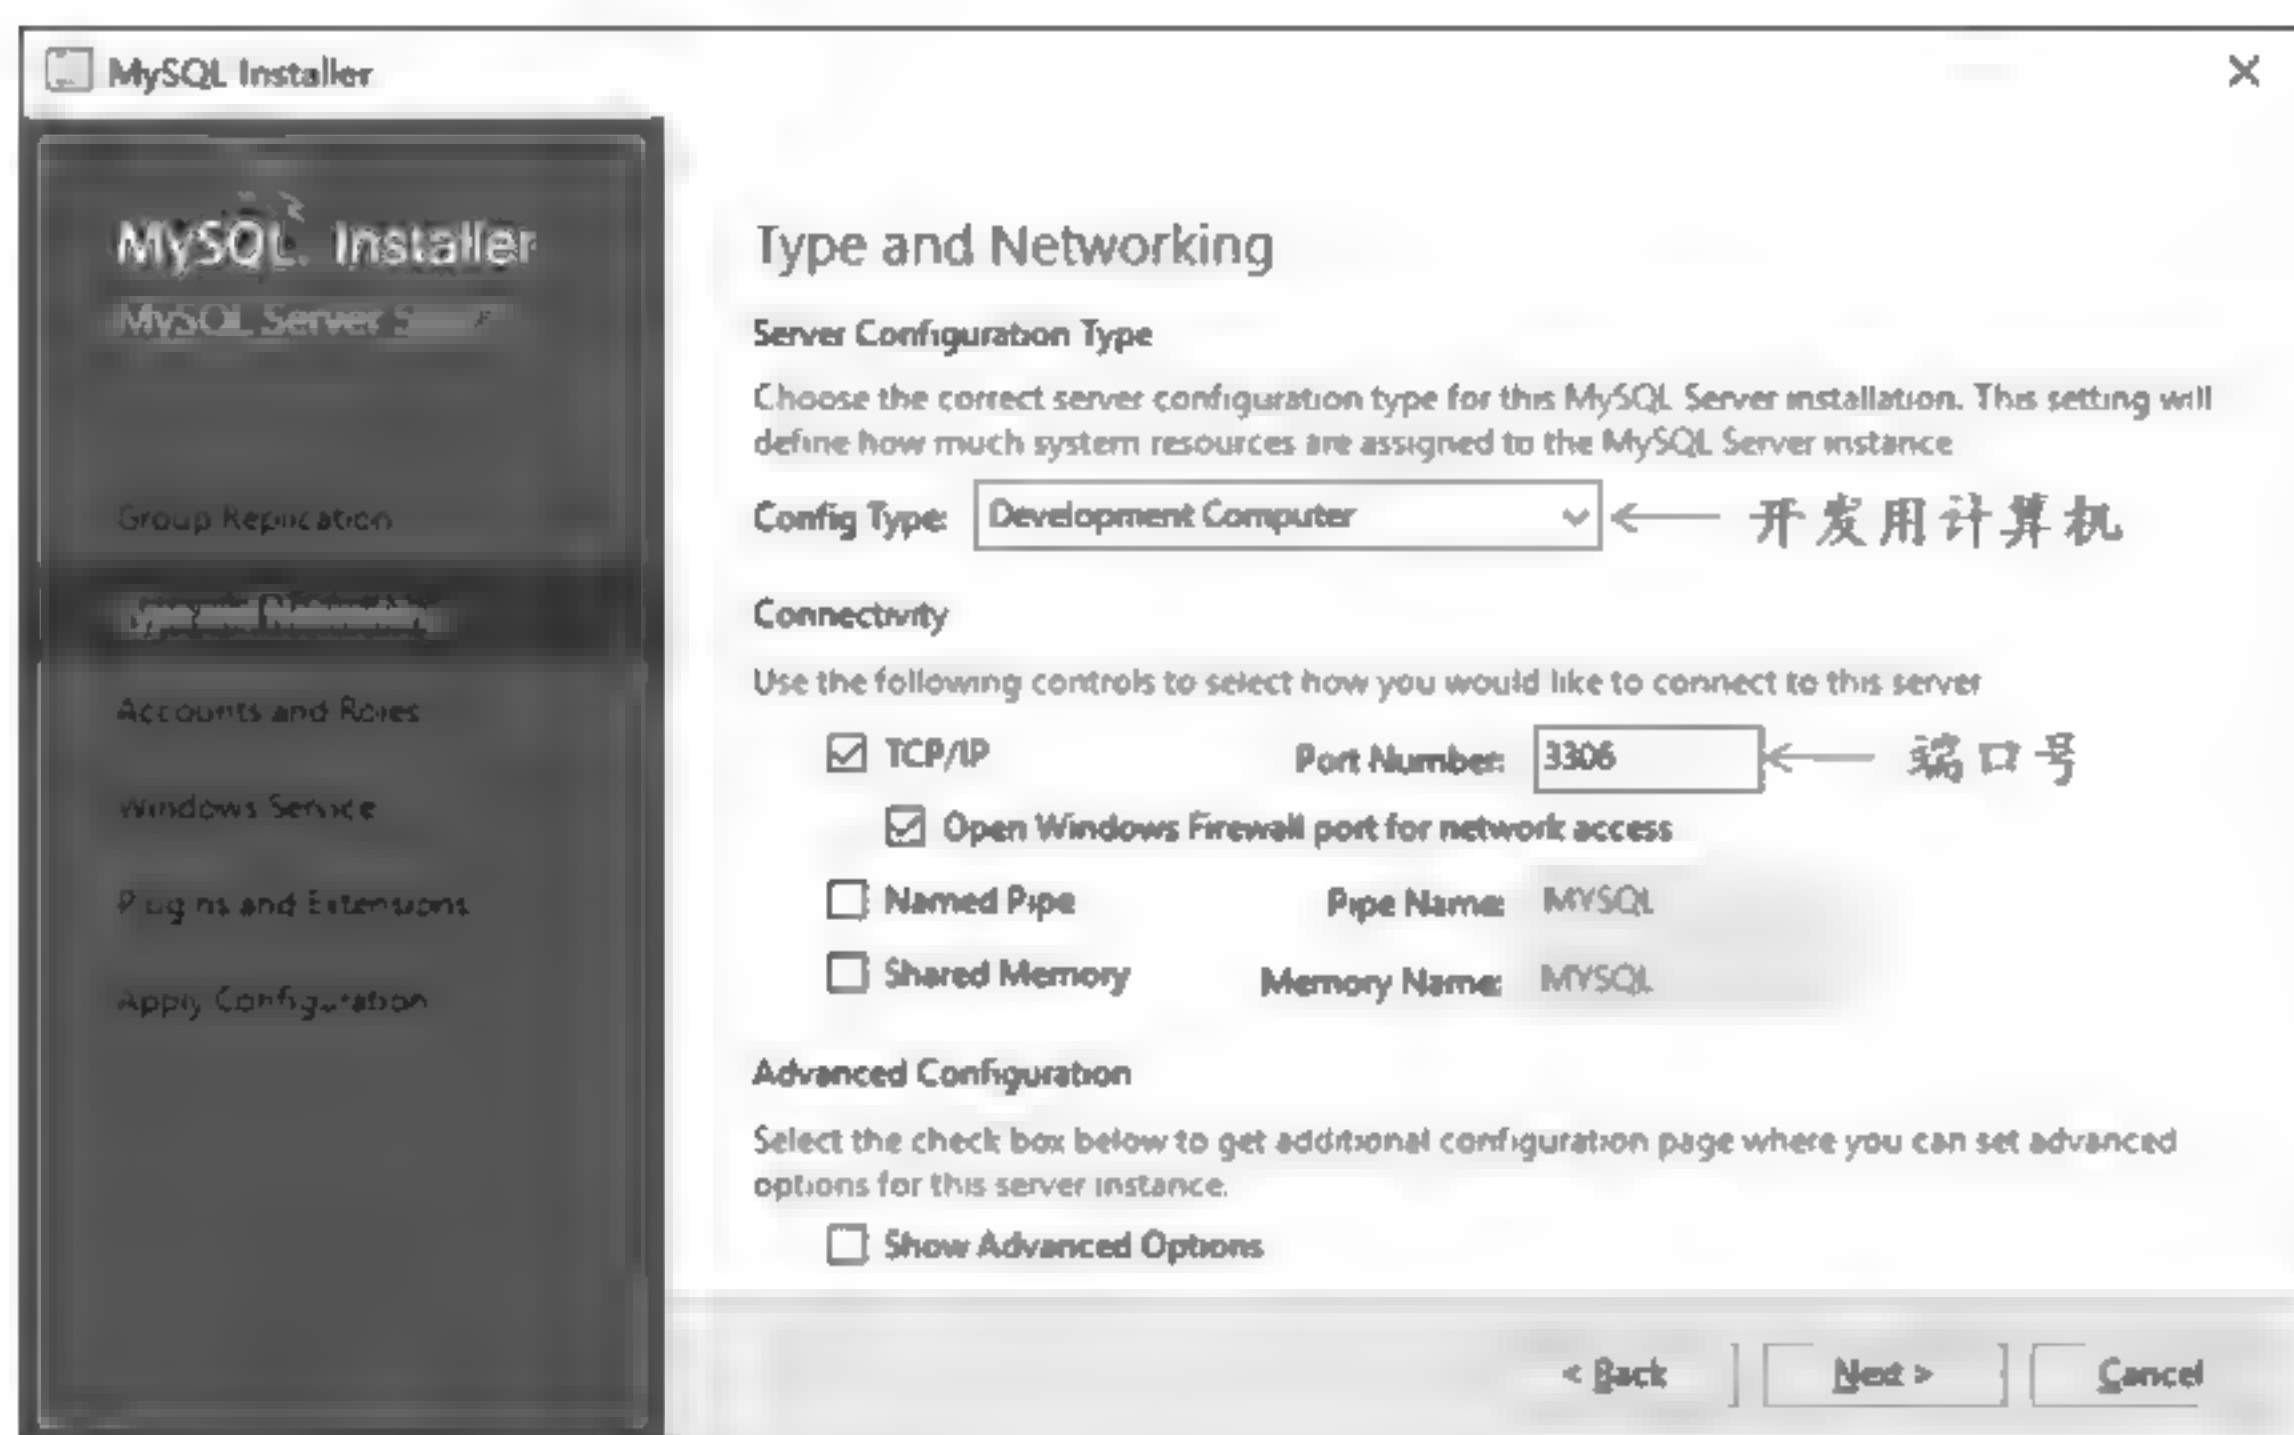 MySQL Installer
MySQL Installer
MySQL Server
Group Replication
Type and Networking
Accounts and Roles
Windows Service
Plugins and Extensions
Apply Configuration
Type and Networking
Server Configuration Type
Choose the correct server configuration type for this MySQL Server installation. This setting will
define how much system resources are assigned to the MySQL Server instance
Config Type: Development Computer 开发用计算机
Connectivity
Use the following controls to select how you would like to connect to this server
TCP/IP Port Number: 3306 端口号
Open Windows Firewall port for network access
Named Pipe Pipe Name: MYSQL
Shared Memory Memory Name: MYSQL
Advanced Configuration
Select the check box below to get additional configuration page where you can set advanced
options for this server instance.
Show Advanced Options
< Back Next > Cancel